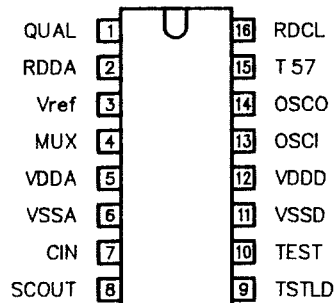 QUAL 1 16 RDCL
RDDA 2 15 T 57
Vref 3 14 OSCO
MUX 4 13 OSCI
VDDA 5 12 VDDD
VSSA 6 11 VSSD
CIN 7 10 TEST
SCOUT 8 9 TSTLD